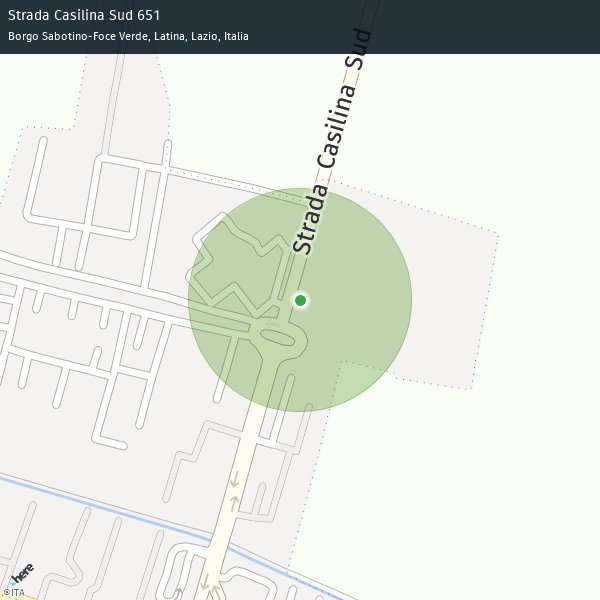 Strada Casilina Sud 651
Borgo Sabotino-Foce Verde, Latina, Lazio, Italia
Strada Casilina Sud
here
©ITA